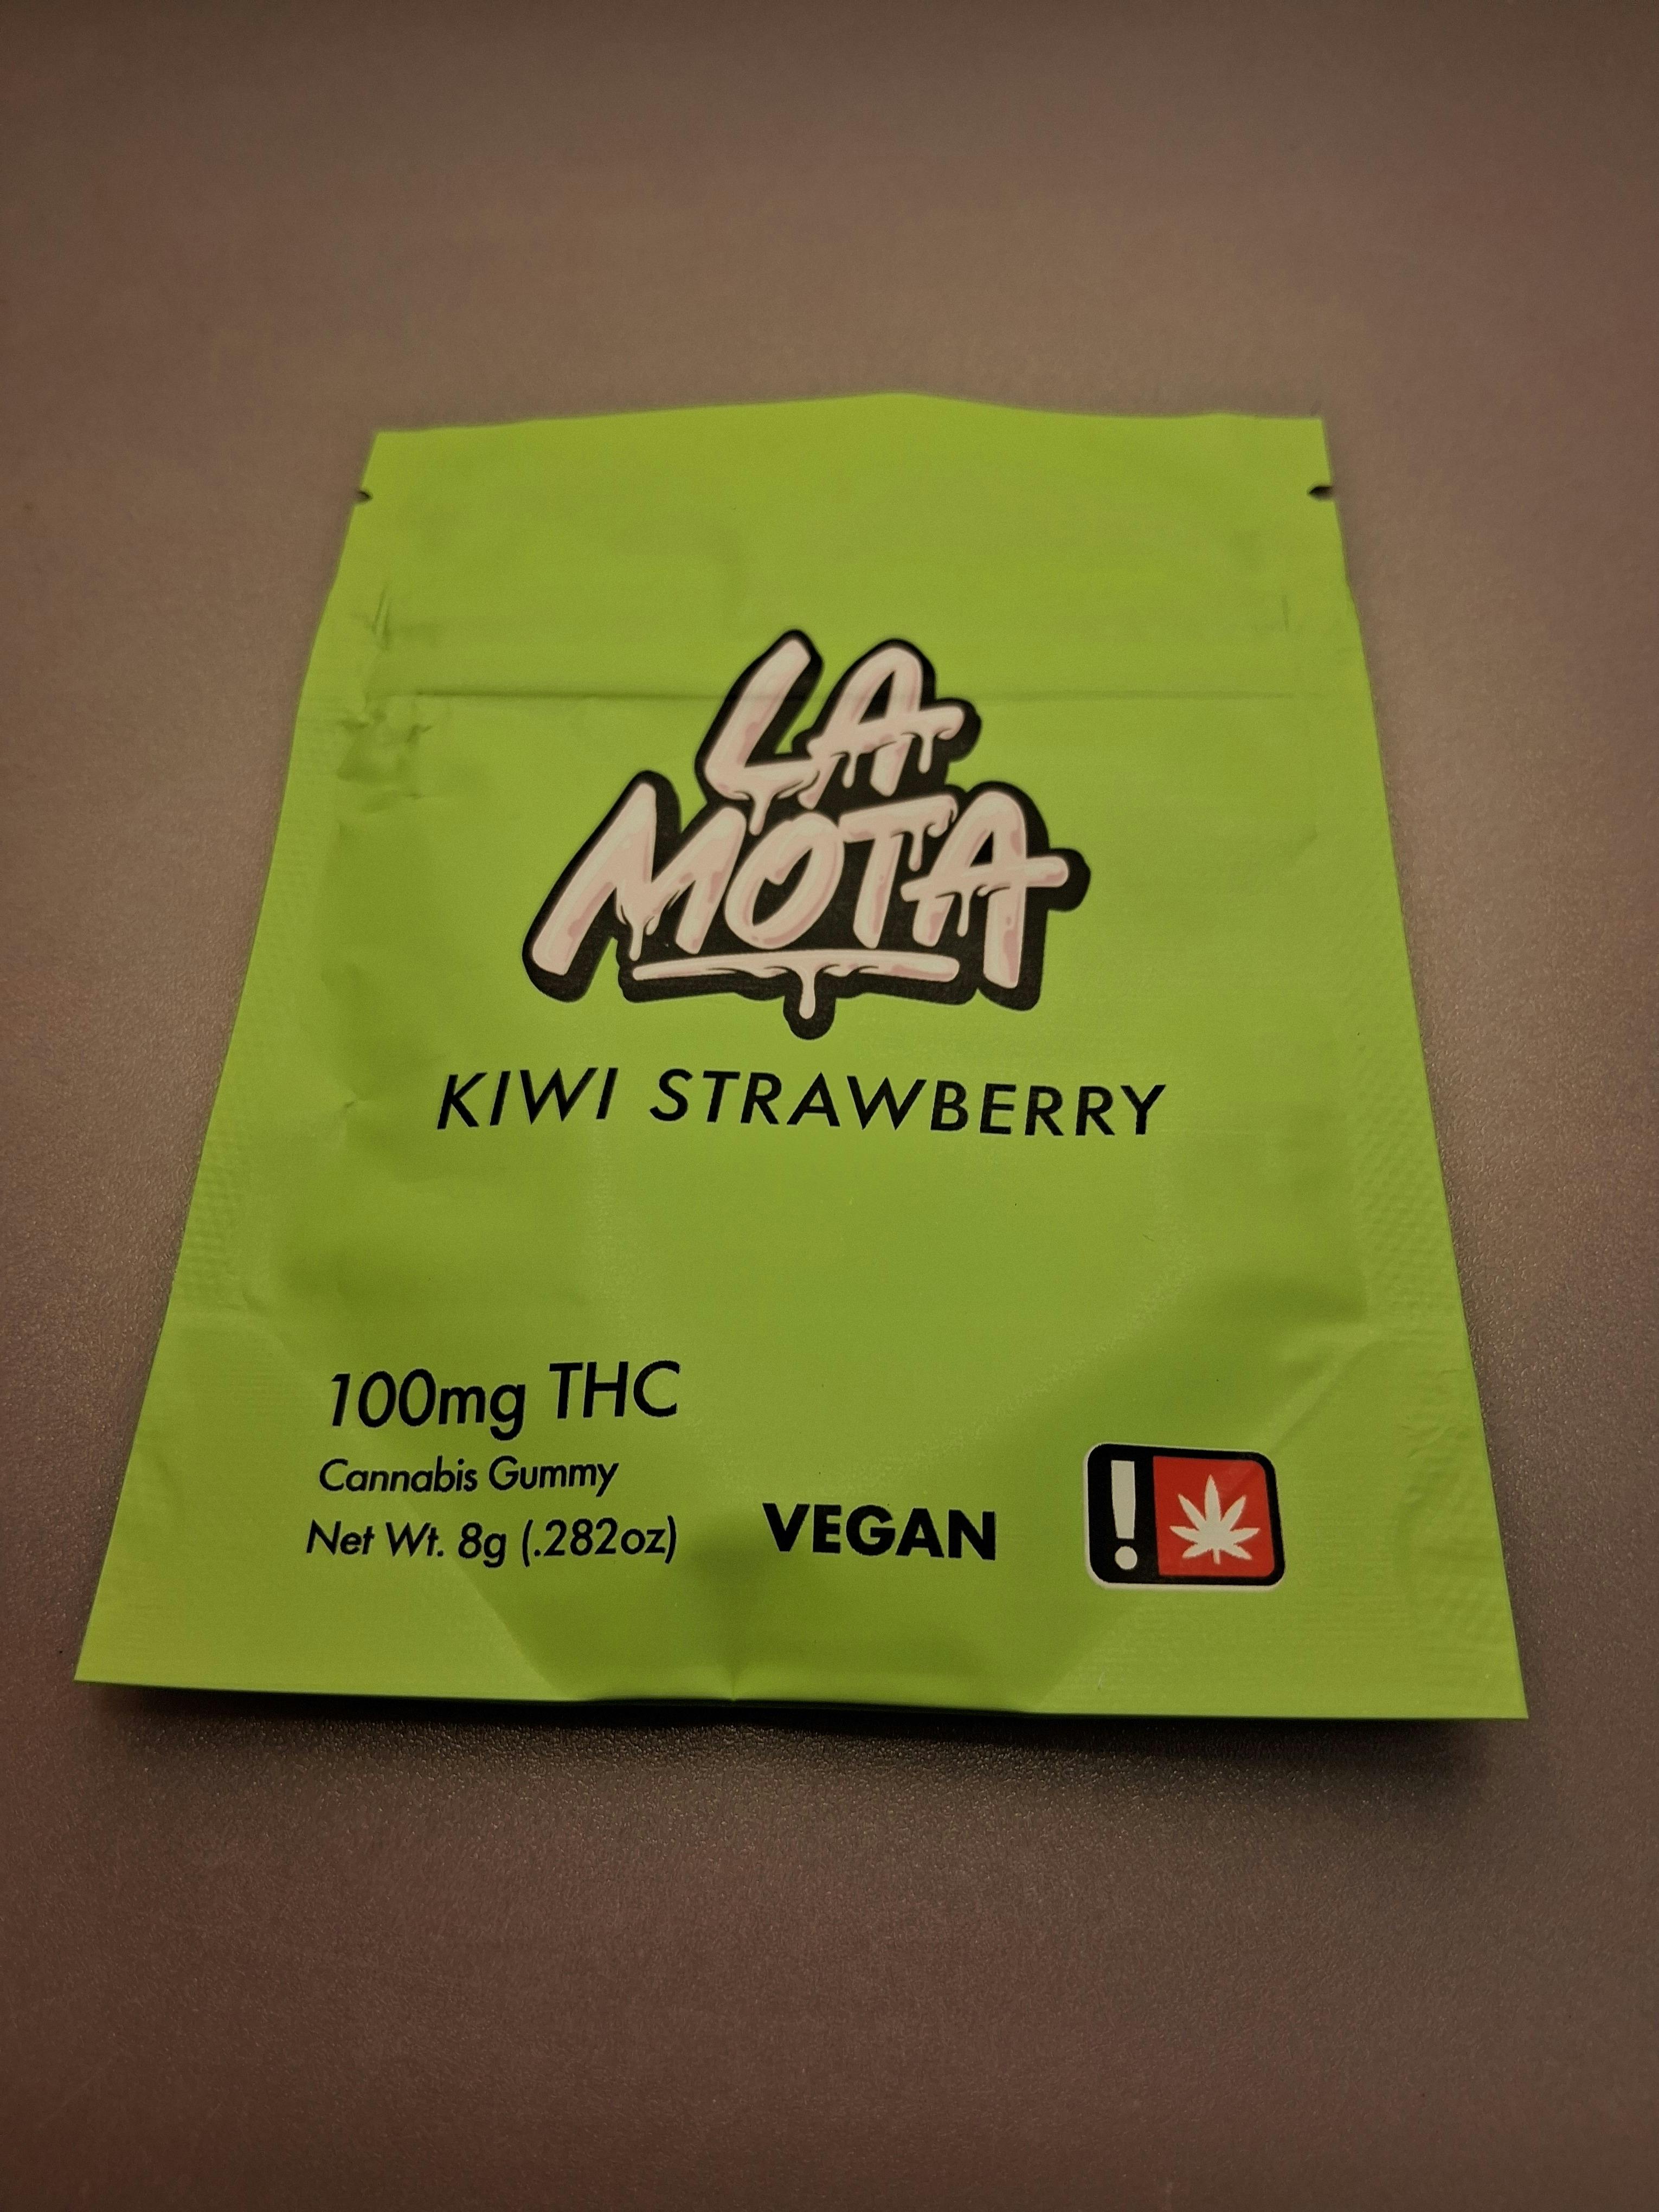 LA
MOTA
KIWI STRAWBERRY
100mg THC
Cannabis Gummy
Net Wt. 8g (.282oz)
VEGAN
!